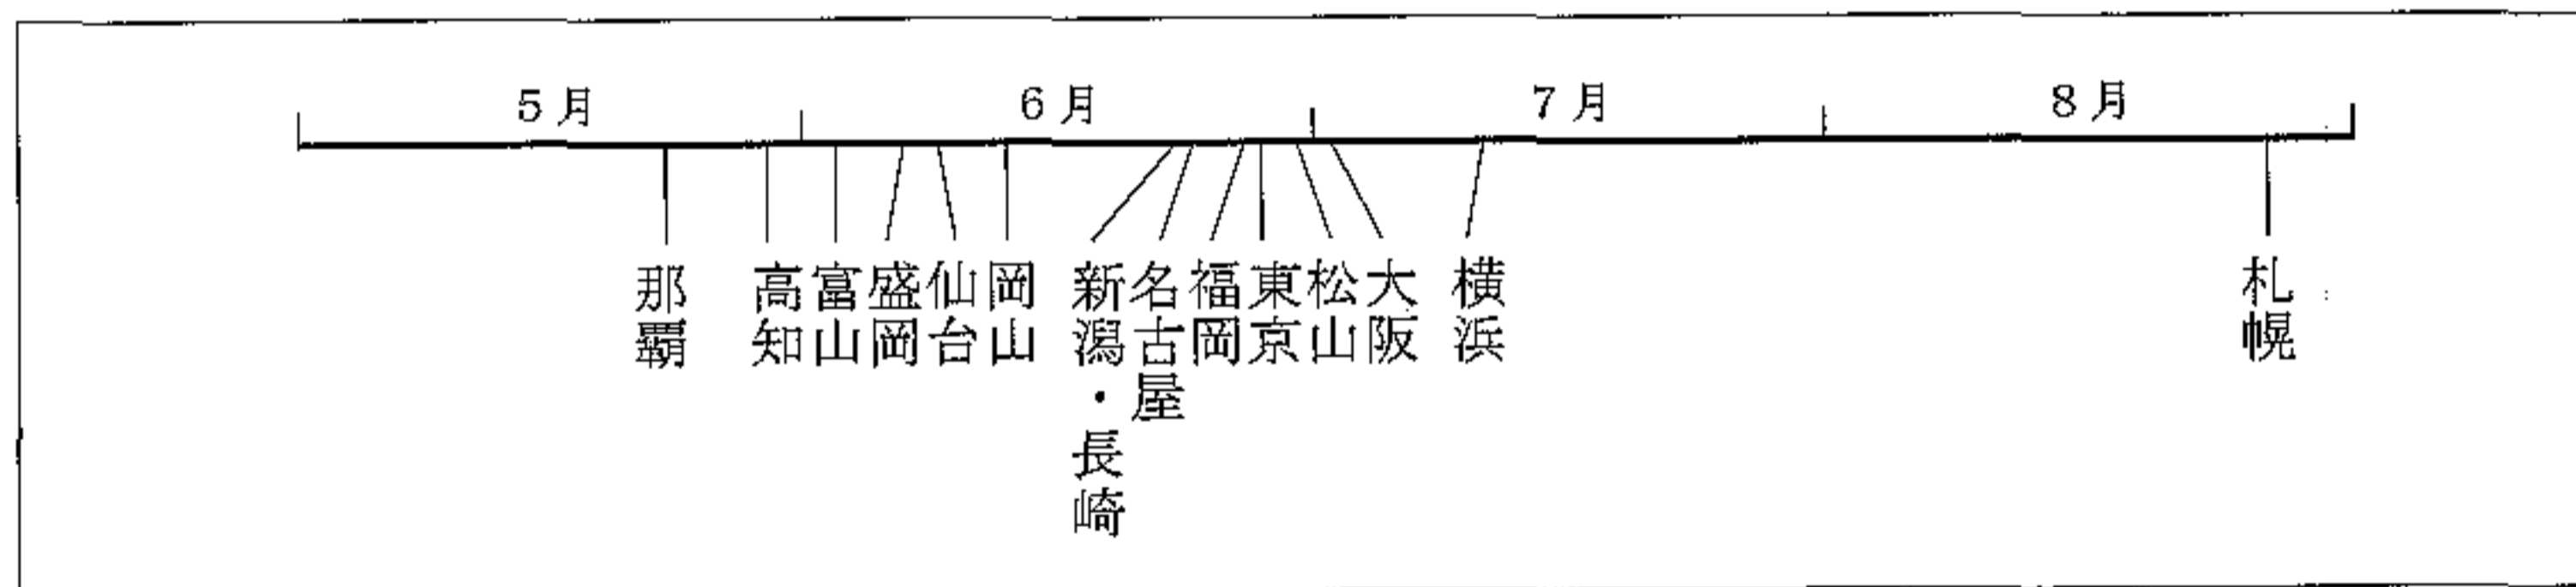 5月 6月 7月 8月
那覇
高知
富山
盛岡
仙台
岡山
新潟・長崎
名古屋
福岡
東京
松山
大阪
横浜
札幌